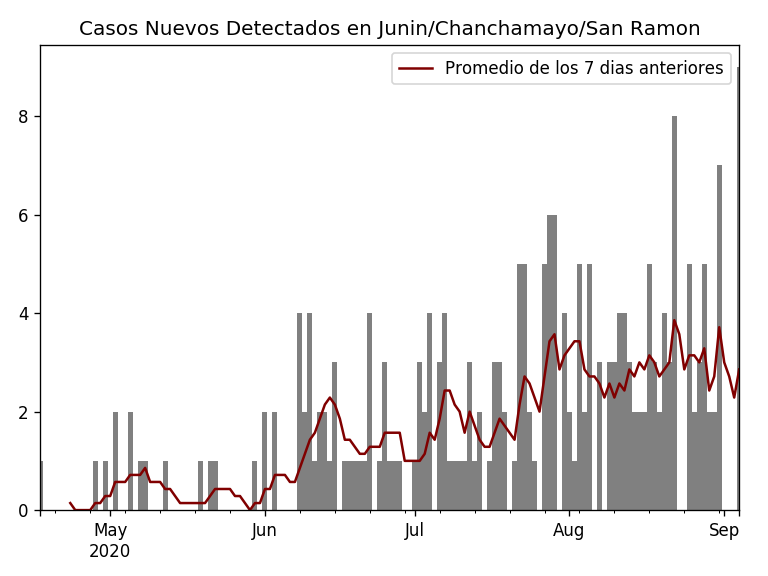 Casos Nuevos Detectados en Junin/Chanchamayo/San Ramon
Promedio de los 7 dias anteriores
8
6
4
2
0
May Jun Jul Aug Sep
2020